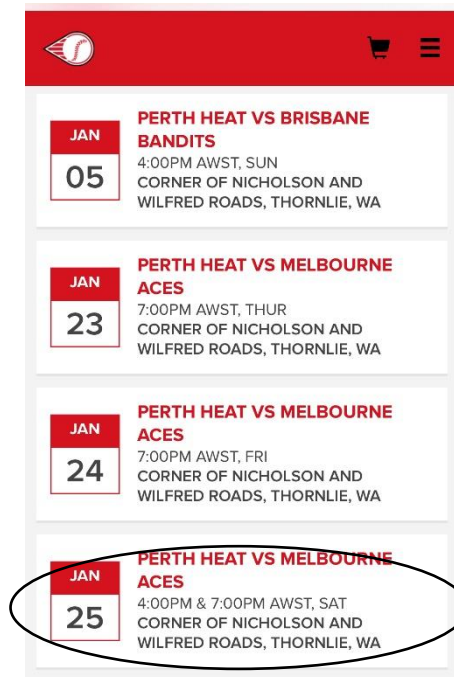 PERTH HEAT VS BRISBANE
BANDITS
JAN
05
4:00PM AWST, SUN
CORNER OF NICHOLSON AND
WILFRED ROADS, THORNLIE, WA
PERTH HEAT VS MELBOURNE
ACES
JAN
23
7:00PM AWST, THUR
CORNER OF NICHOLSON AND
WILFRED ROADS, THORNLIE, WA
PERTH HEAT VS MELBOURNE
ACES
JAN
24
7:00PM AWST, FRI
CORNER OF NICHOLSON AND
WILFRED ROADS, THORNLIE, WA
PERTH HEAT VS MELBOURNE
ACES
JAN
25
4:00PM & 7:00PM AWST, SAT
CORNER OF NICHOLSON AND
WILFRED ROADS, THORNLIE, WA